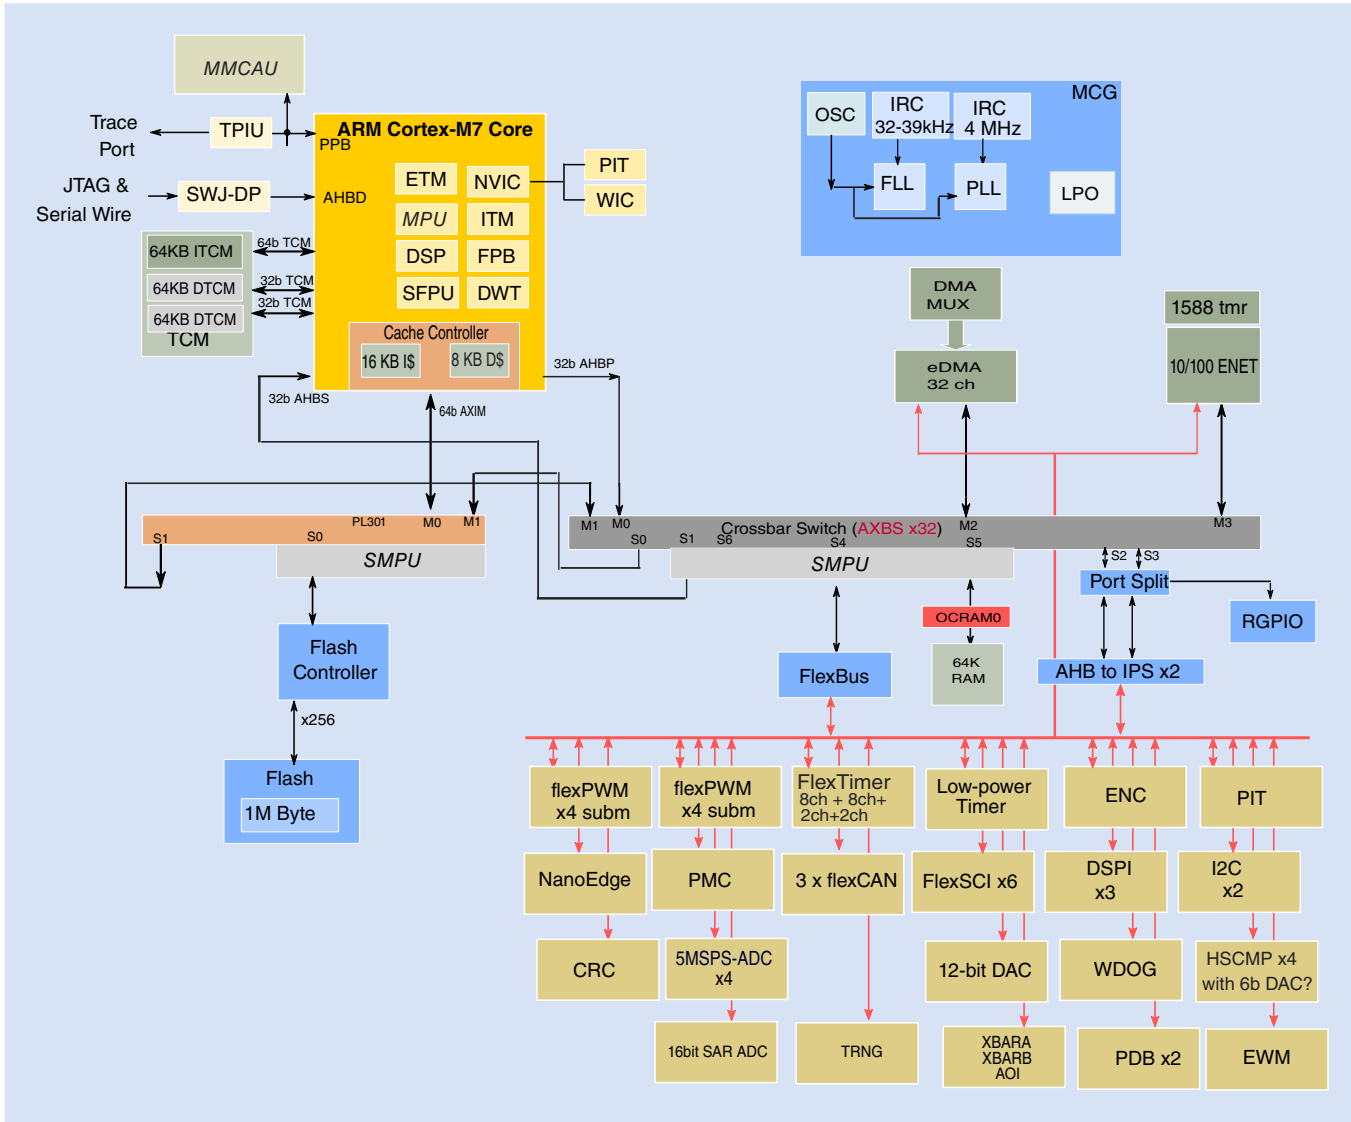 MMCAU
Trace
Port
TPIU
PPB
JTAG &
Serial Wire
SWJ-DP
AHBD
ARM Cortex-M7 Core
ETM
NVIC
MPU
ITM
DSP
FPB
SFPU
DWT
PIT
WIC
64KB ITCM
64KB DTCM
64KB DTCM
TCM
64b TCM
32b TCM
32b TCM
Cache Controller
16 KB I$
8 KB D$
32b AHBP
32b AHBS
64b AXIM
MCG
OSC
IRC
32-39kHz
IRC
4 MHz
FLL
PLL
LPO
DMA
MUX
eDMA
32 ch
1588 tmr
10/100 ENET
PL301
M0
M1
S1
S0
SMPU
M1
M0
Crossbar Switch (AXBS x32)
M2
M3
S0
S1
S6
S4
S5
S2
S3
SMPU
Port Split
RGPIO
AHB to IPS x2
OCRAM0
64K
RAM
FlexBus
Flash
Controller
x256
Flash
1M Byte
flexPWM
x4 subm
flexPWM
x4 subm
FlexTimer
8ch + 8ch+
2ch+2ch
Low-power
Timer
ENC
PIT
NanoEdge
PMC
3 x flexCAN
FlexSCI x6
DSPI
x3
I2C
x2
CRC
5MSPS-ADC
x4
12-bit DAC
WDOG
HSCMP x4
with 6b DAC?
16bit SAR ADC
TRNG
XBARA
XBARB
AOI
PDB x2
EWM